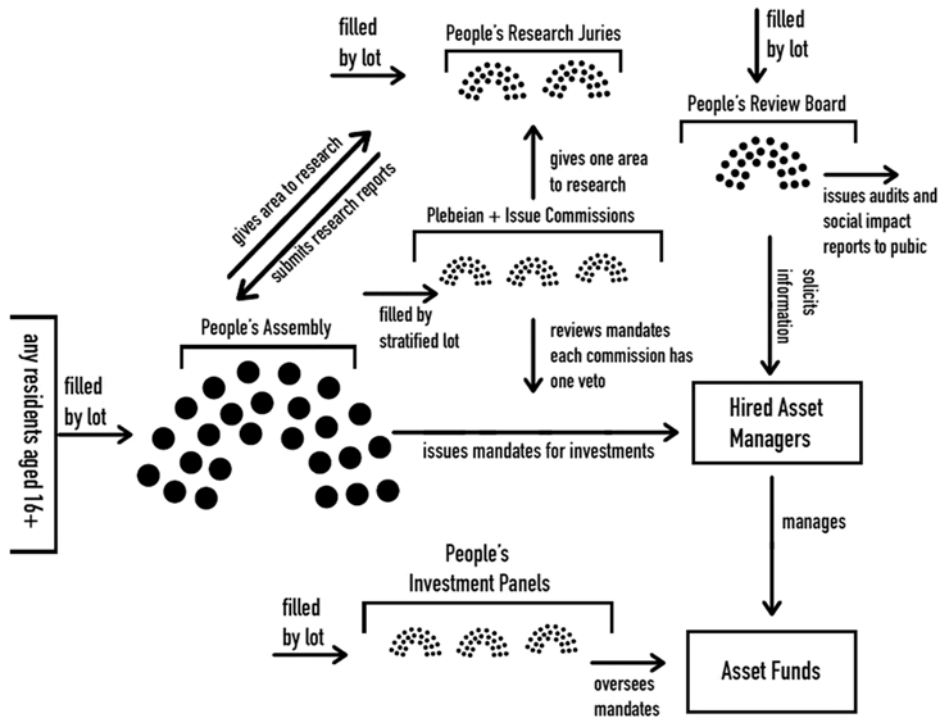 filled
by lot
People's Research Juries
filled
by lot
People's Review Board
gives area to research
submits research reports
gives one area
to research
issues audits and
social impact
reports to pubic
Plebeian + Issue Commissions
solicits
information
filled by
stratified lot
reviews mandates
each commission has
one veto
any residents aged 16+
filled
by lot
People's Assembly
issues mandates for investments
Hired Asset
Managers
manages
People's
Investment Panels
filled
by lot
oversees
mandates
Asset Funds